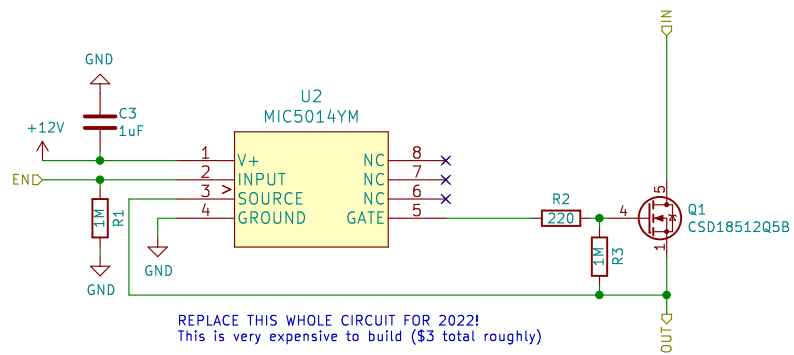 IN
GND
U2
MIC5014YM
C3
1uF
+12V
1 V+ NC 8
END 2 INPUT NC 7
3 > SOURCE NC 6
4 GROUND GATE 5
1M R1
GND
GND
R2
220
4
5
1
Q1
CSD18512Q5B
1M R3
REPLACE THIS WHOLE CIRCUIT FOR 2022!
This is very expensive to build ($3 total roughly)
OUT